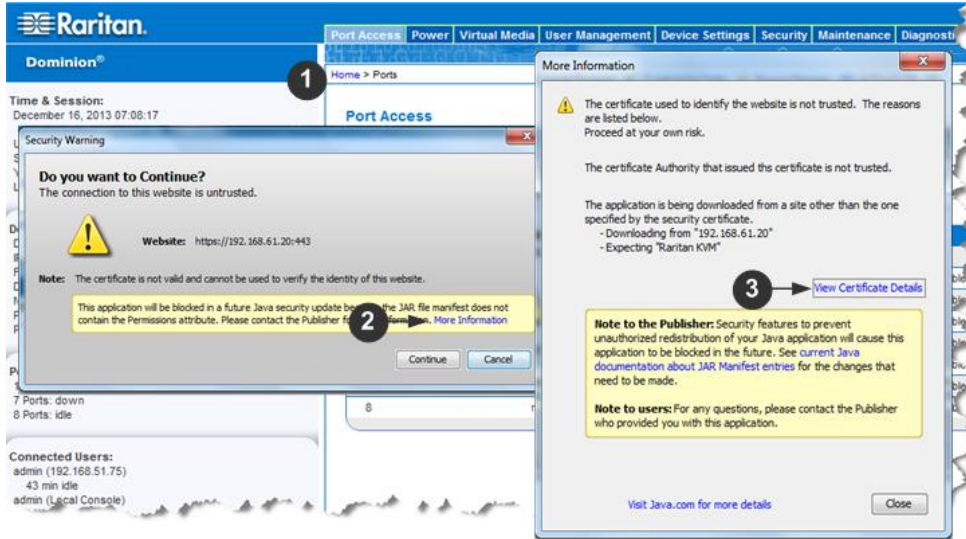 Raritan.
Port Access Power Virtual Media User Management Device Settings Security Maintenance
Dominion®
1
Home > Ports
Time & Session:
December 16, 2013 07:08:17
Port Access
Security Warning
Do you want to Continue?
The connection to this website is untrusted.
Website: https://192.168.61.20:443
Note: The certificate is not valid and cannot be used to verify the identity of this website.
This application will be blocked in a future Java security update the JAR file manifest does not
contain the Permissions attribute. Please contact the Publisher More Information
2
Continue Cancel
7 Ports: down
8 Ports: idle
8
Connected Users:
admin (192.168.51.75)
43 min idle
admin (Local Console)
More Information
The certificate used to identify the website is not trusted. The reasons
are listed below.
Proceed at your own risk.
The certificate Authority that issued ths certificate is not trusted.
The application is being downloaded from a site other than the one
specified by the security certificate.
- Downloading from "192.168.61.20"
- Expecting "Raritan KVM"
3
View Certificate Details
Note to the Publisher: Security features to prevent
unauthorized redistribution of your Java application will cause this
application to be blocked in the future. See current Java
documentation about JAR Manifest entries for the changes that
need to be made.
Note to users: For any questions, please contact the Publisher
who provided you with this application.
Visit Java.com for more details
Close